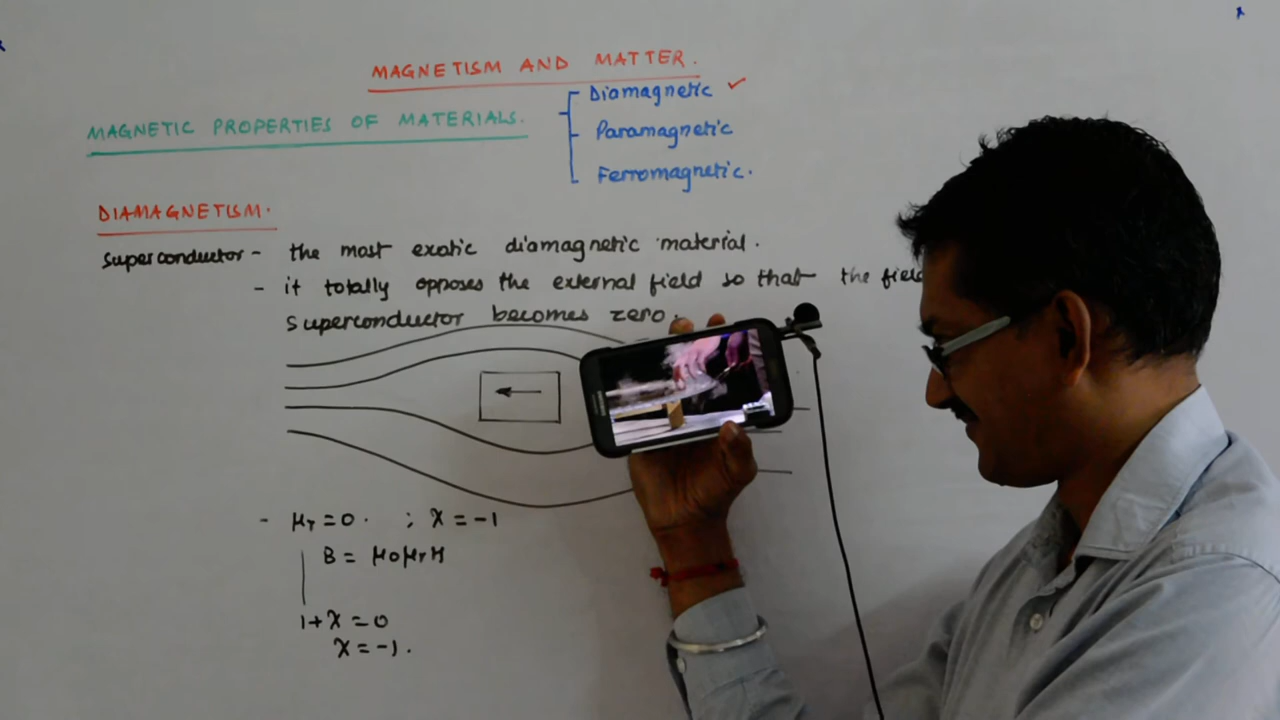 MAGNETISM AND MATTER.
MAGNETIC PROPERTIES OF MATERIALS.
Diamagnetic ✓
Paramagnetic
Ferromagnetic.
DIAMAGNETISM.
Superconductor - the most exotic diamagnetic material.
- it totally opposes the external field so that the field
Superconductor becomes zero.
- μr = 0. ; χ = -1
B = μ0μrH
1+χ = 0
χ = -1.